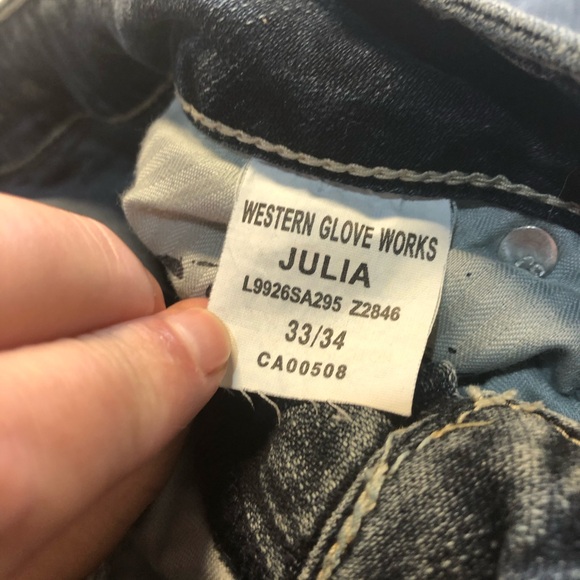 WESTERN GLOVE WORKS
JULIA
L9926SA295 Z2846
33/34
CA00508